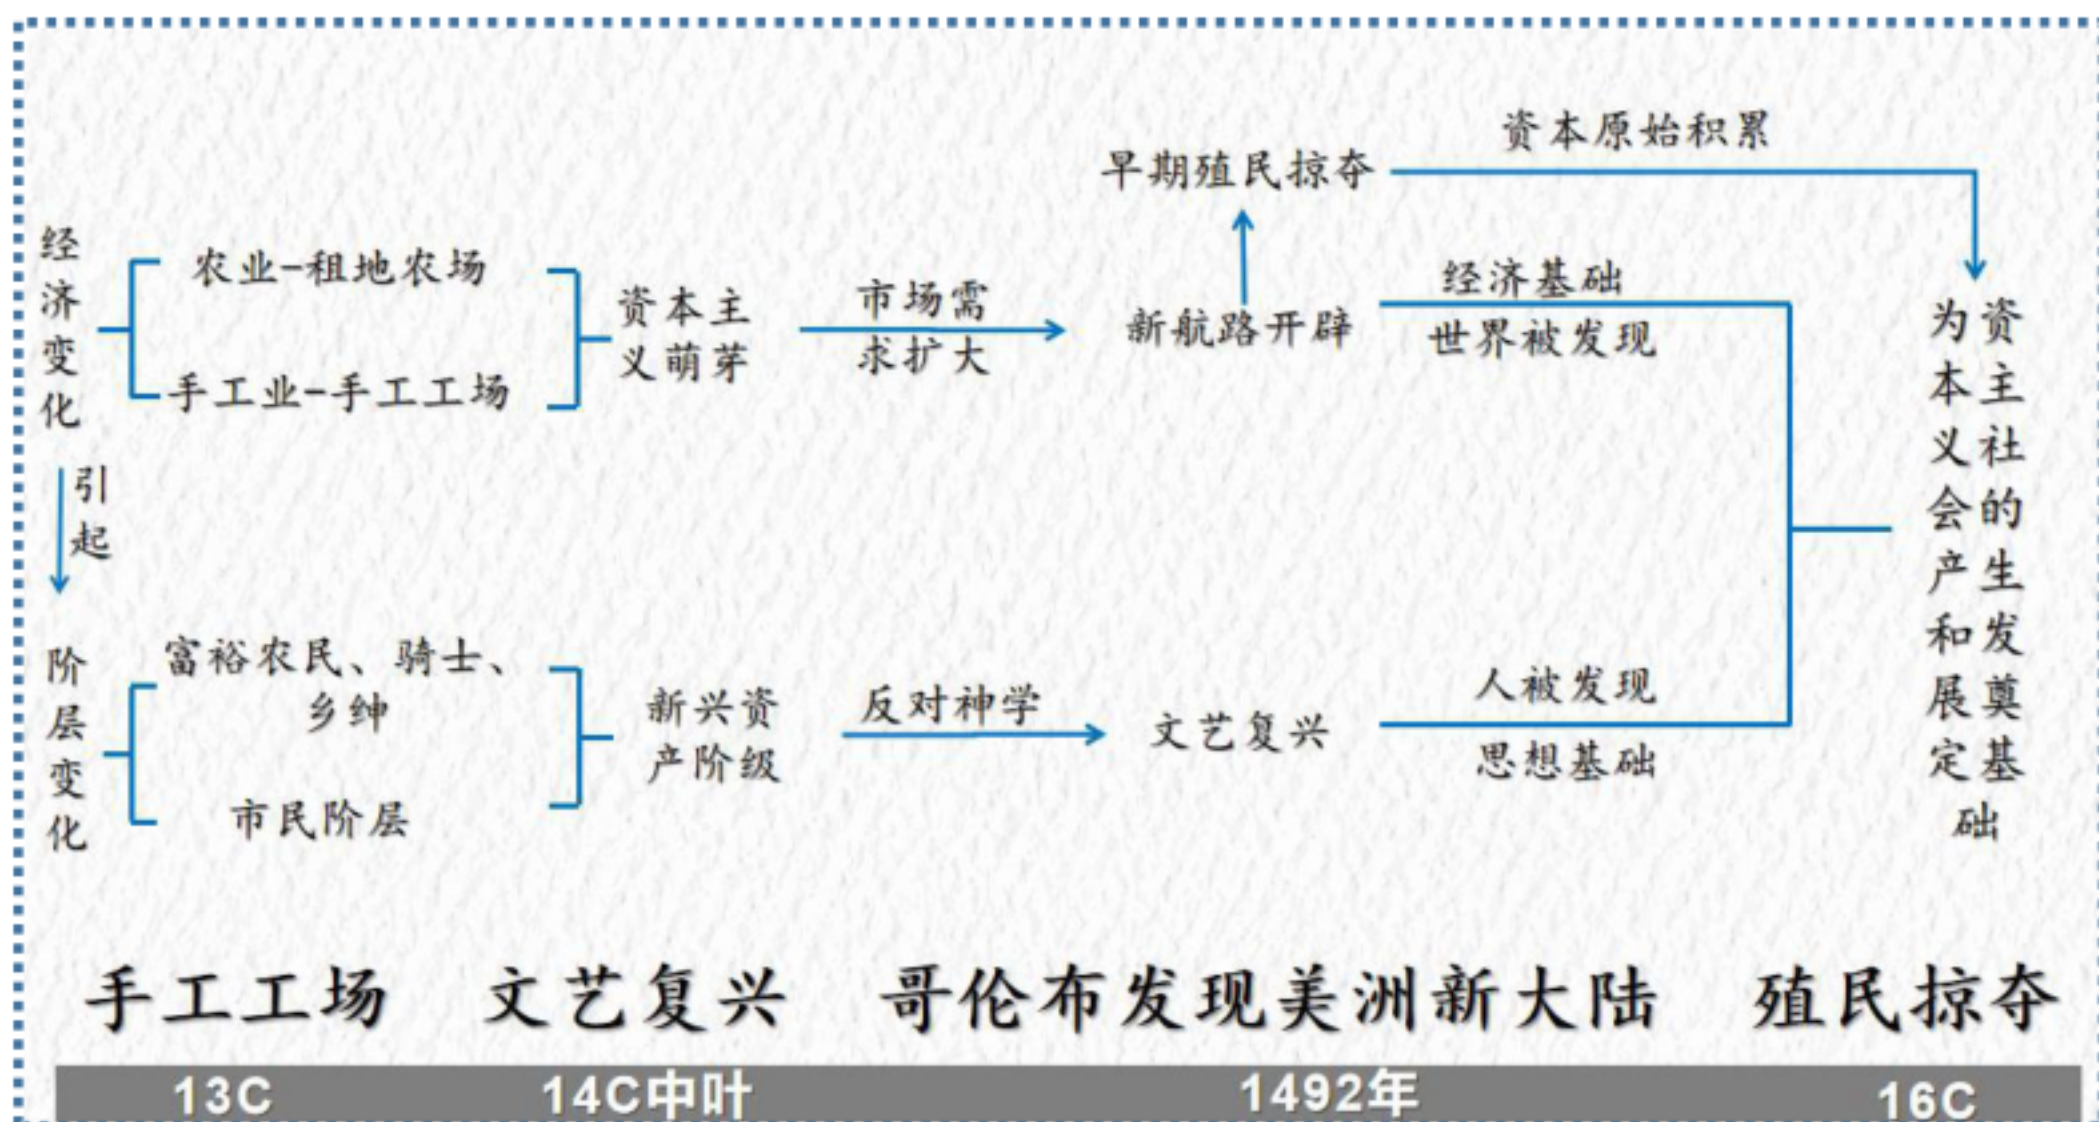 经济变化
农业-租地农场
手工业-手工工场
资本主
义萌芽
市场需
求扩大
新航路开辟
早期殖民掠夺
资本原始积累
经济基础
世界被发现
引起
阶层变化
富裕农民、骑士、
乡绅
市民阶层
新兴资
产阶级
反对神学
文艺复兴
人被发现
思想基础
为资
本主
义社
会的
产生
和发
展奠
定基
础
手工工场 文艺复兴 哥伦布发现美洲新大陆 殖民掠夺
13C 14C中叶 1492年 16C